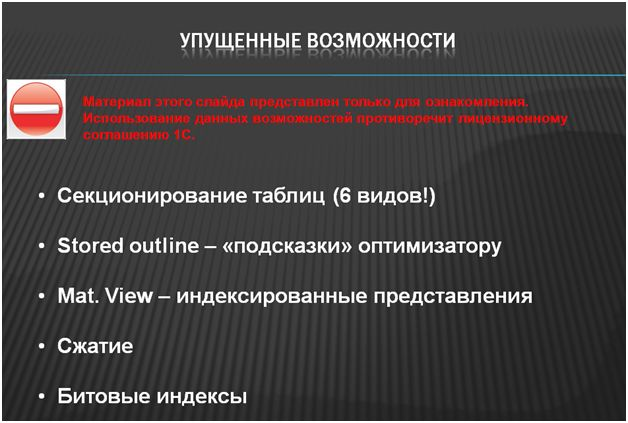 УПУЩЕННЫЕ ВОЗМОЖНОСТИ
Материал этого слайда представлен только для ознакомления.
Использование данных возможностей противоречит лицензионному
соглашению 1С.
• Секционирование таблиц (6 видов!)
• Stored outline – «подсказки» оптимизатору
• Mat. View – индексированные представления
• Сжатие
• Битовые индексы